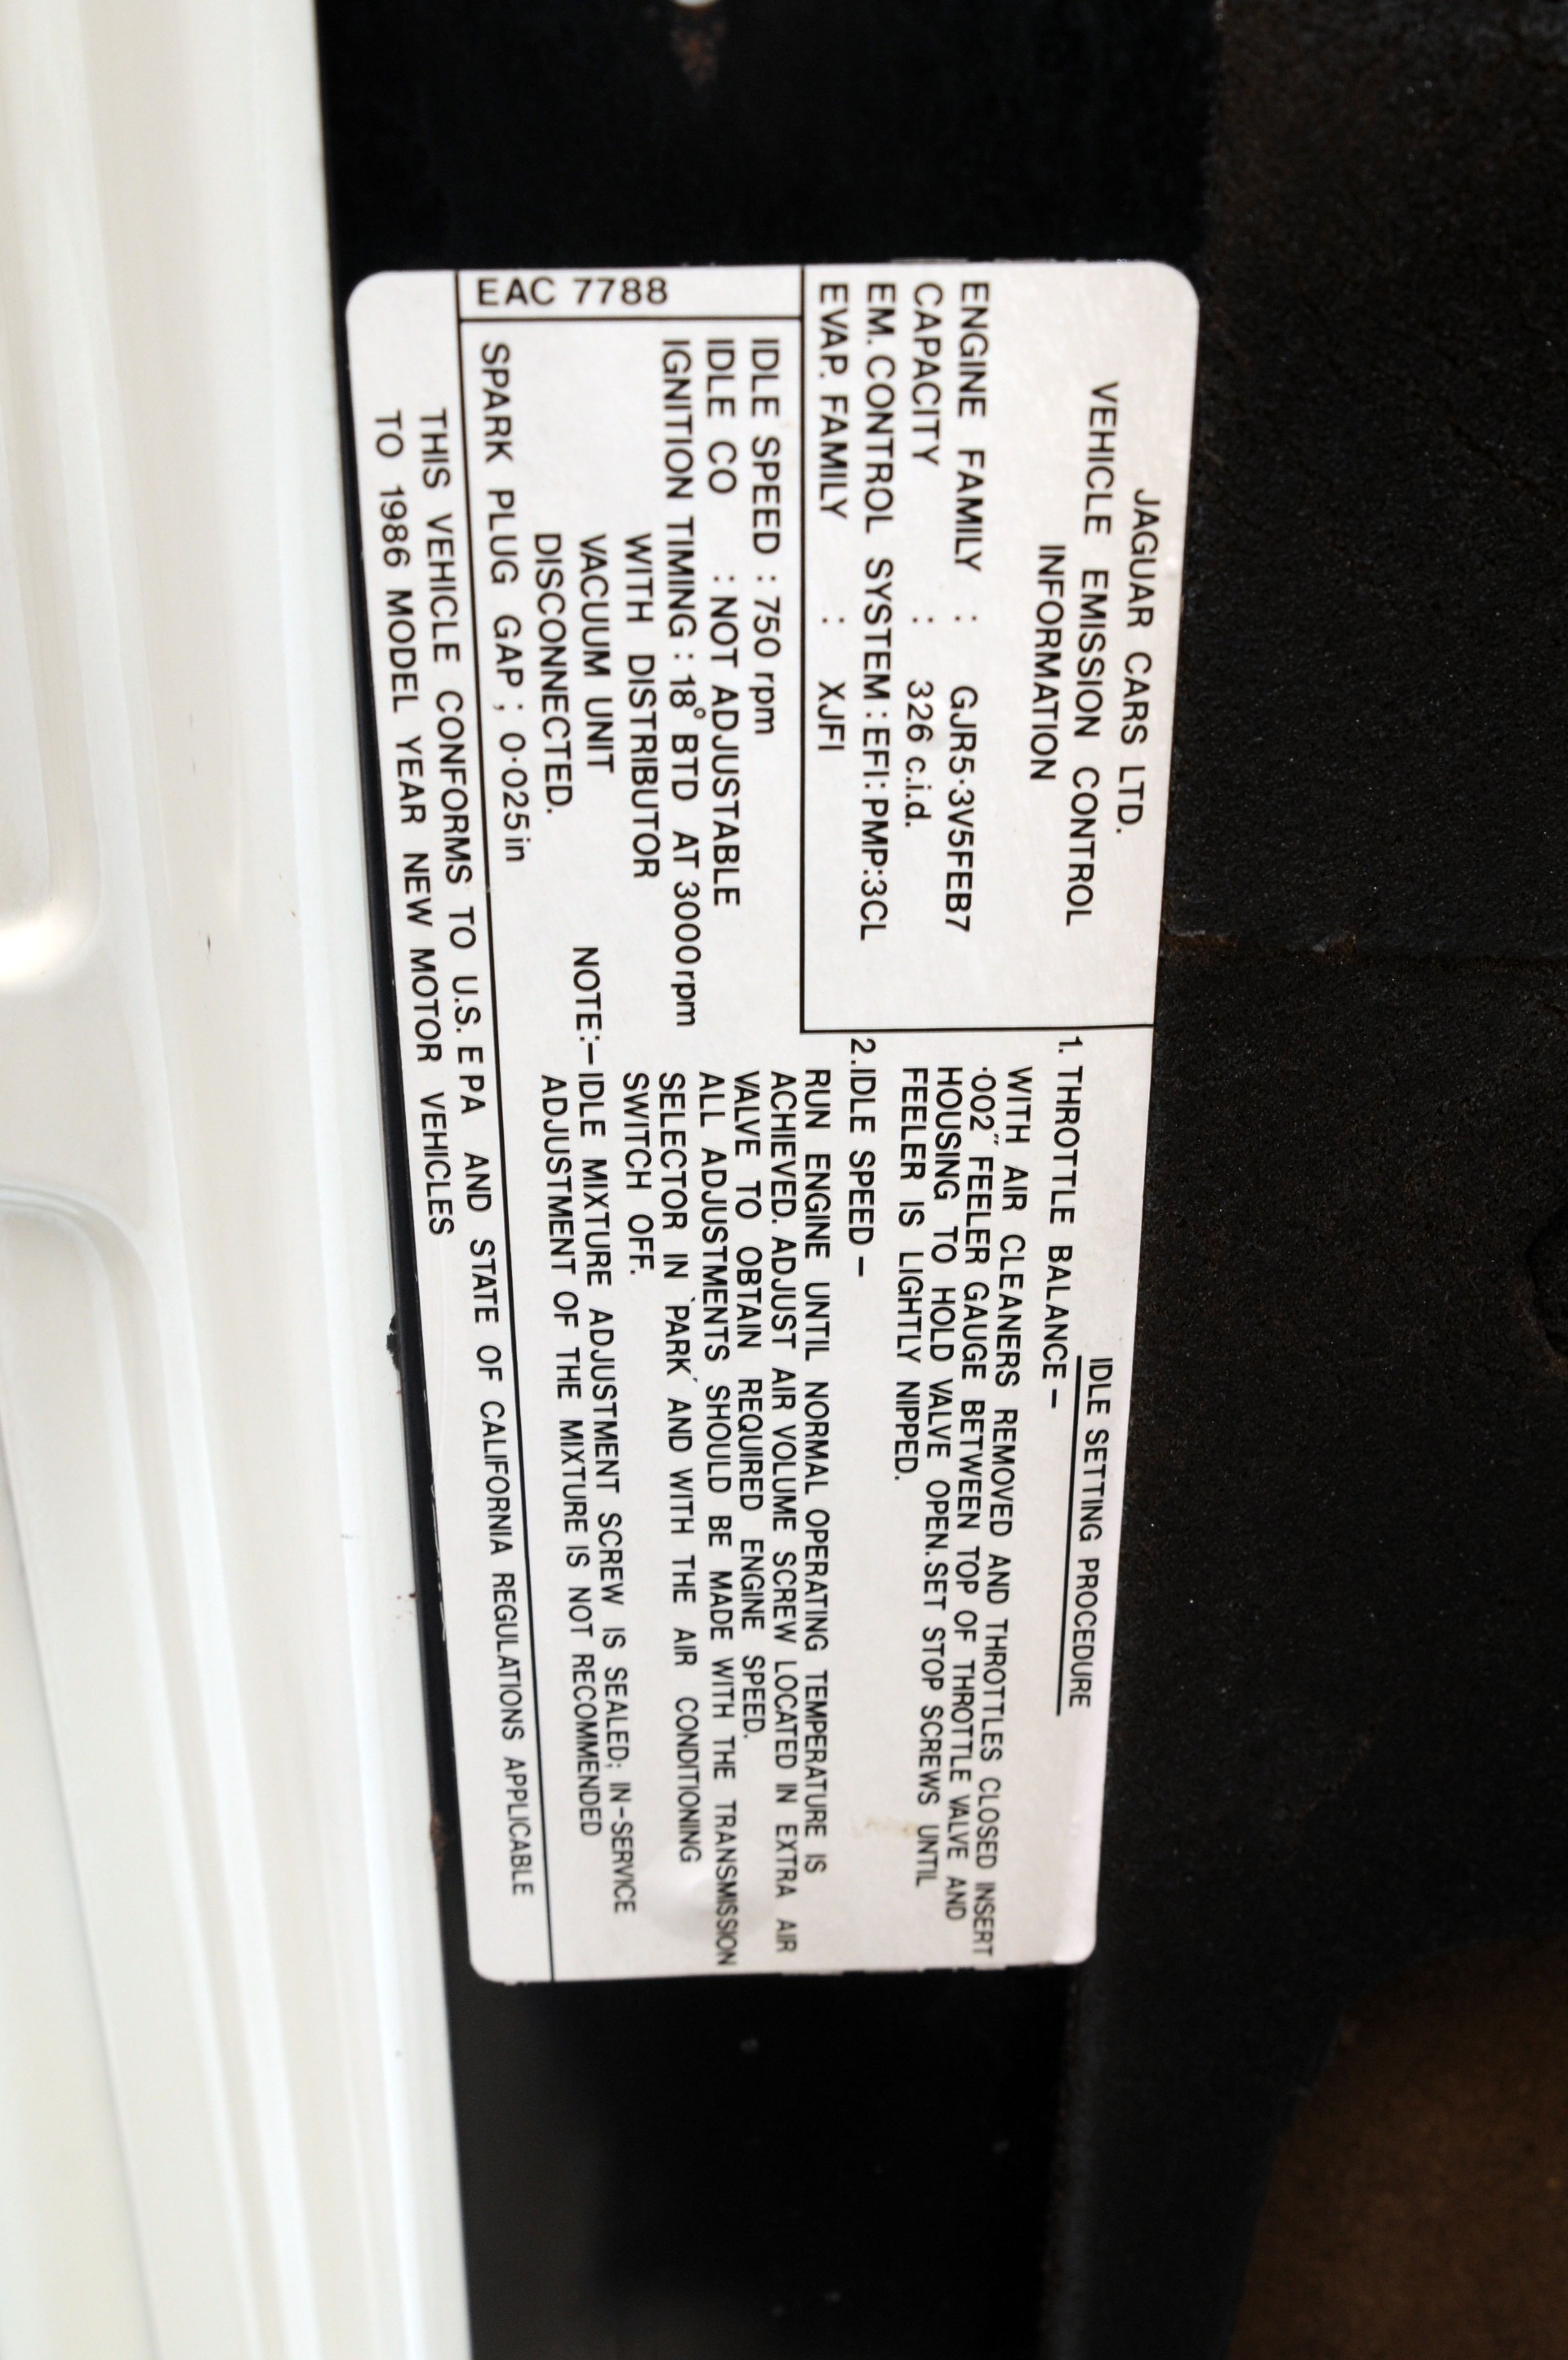 JAGUAR CARS LTD.
VEHICLE EMISSION CONTROL
INFORMATION
ENGINE FAMILY : GJR5·3V5FEB7
CAPACITY : 326 c.i.d.
EM. CONTROL SYSTEM : EFI : PMP:3CL
EVAP. FAMILY : XJFI
EAC 7788
IDLE SPEED : 750 rpm
IDLE CO : NOT ADJUSTABLE
IGNITION TIMING : 18° BTD AT 3000rpm
WITH DISTRIBUTOR
VACUUM UNIT
DISCONNECTED.
SPARK PLUG GAP ; 0·025in
IDLE SETTING PROCEDURE
1. THROTTLE BALANCE –
WITH AIR CLEANERS REMOVED AND THROTTLES CLOSED INSERT
·002″ FEELER GAUGE BETWEEN TOP OF THROTTLE VALVE AND
HOUSING TO HOLD VALVE OPEN. SET STOP SCREWS UNTIL
FEELER IS LIGHTLY NIPPED.
2. IDLE SPEED –
RUN ENGINE UNTIL NORMAL OPERATING TEMPERATURE IS
ACHIEVED. ADJUST AIR VOLUME SCREW LOCATED IN EXTRA AIR
VALVE TO OBTAIN REQUIRED ENGINE SPEED.
ALL ADJUSTMENTS SHOULD BE MADE WITH THE TRANSMISSION
SELECTOR IN `PARK´ AND WITH THE AIR CONDITIONING
SWITCH OFF.
NOTE:– IDLE MIXTURE ADJUSTMENT SCREW IS SEALED; IN-SERVICE
ADJUSTMENT OF THE MIXTURE IS NOT RECOMMENDED
THIS VEHICLE CONFORMS TO U.S. EPA AND STATE OF CALIFORNIA REGULATIONS APPLICABLE
TO 1986 MODEL YEAR NEW MOTOR VEHICLES